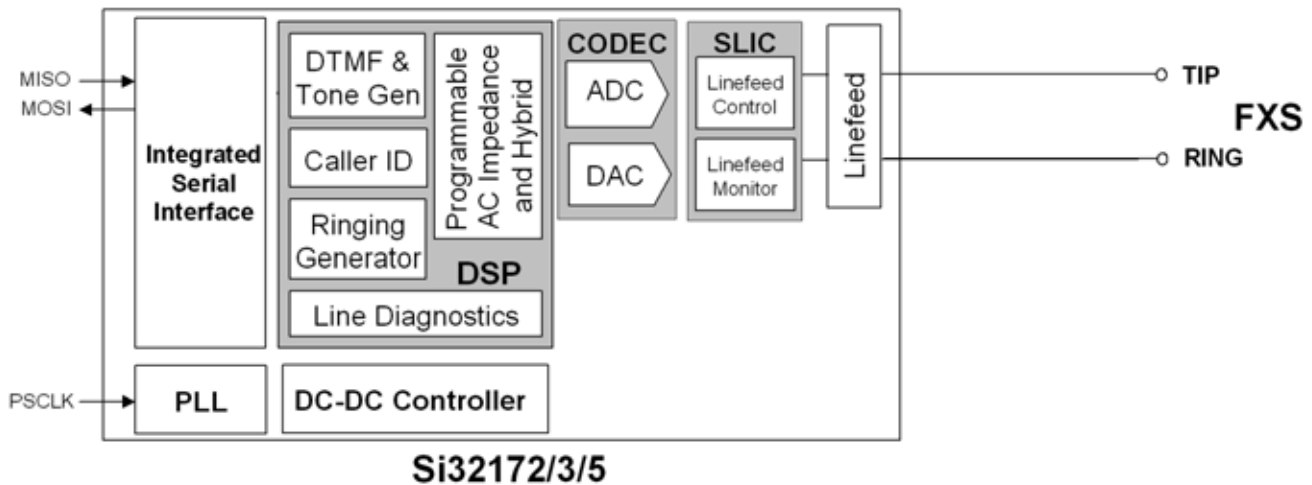 MISO
MOSI
Integrated
Serial
Interface
DTMF &
Tone Gen
Caller ID
Ringing
Generator
Programmable
AC Impedance
and Hybrid
DSP
Line Diagnostics
CODEC
ADC
DAC
SLIC
Linefeed
Control
Linefeed
Monitor
Linefeed
TIP
FXS
RING
PSCLK
PLL
DC-DC Controller
Si32172/3/5